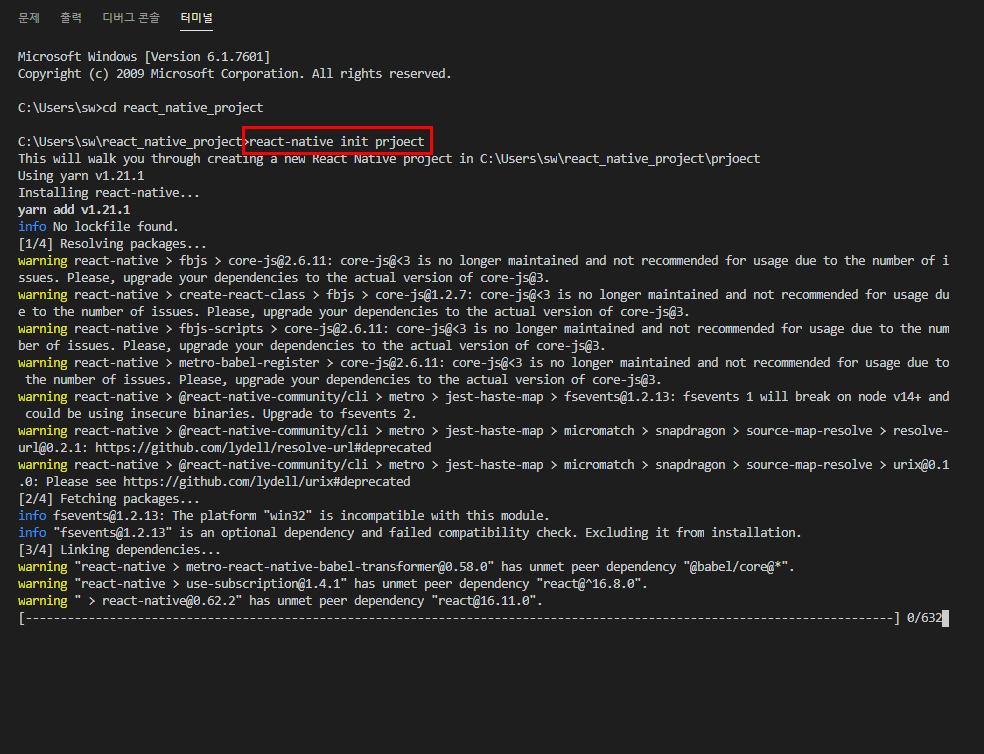 문제 출력 디버그 콘솔 터미널
Microsoft Windows [Version 6.1.7601]
Copyright (c) 2009 Microsoft Corporation. All rights reserved.
C:\Users\sw>cd react_native_project
C:\Users\sw\react_native_project>react-native init prjoect
This will walk you through creating a new React Native project in C:\Users\sw\react_native_project\prjoect
Using yarn v1.21.1
Installing react-native...
yarn add v1.21.1
info No lockfile found.
[1/4] Resolving packages...
warning react-native > fbjs > core-js@2.6.11: core-js@<3 is no longer maintained and not recommended for usage due to the number of i
ssues. Please, upgrade your dependencies to the actual version of core-js@3.
warning react-native > create-react-class > fbjs > core-js@1.2.7: core-js@<3 is no longer maintained and not recommended for usage du
e to the number of issues. Please, upgrade your dependencies to the actual version of core-js@3.
warning react-native > fbjs-scripts > core-js@2.6.11: core-js@<3 is no longer maintained and not recommended for usage due to the num
ber of issues. Please, upgrade your dependencies to the actual version of core-js@3.
warning react-native > metro-babel-register > core-js@2.6.11: core-js@<3 is no longer maintained and not recommended for usage due to
 the number of issues. Please, upgrade your dependencies to the actual version of core-js@3.
warning react-native > @react-native-community/cli > metro > jest-haste-map > fsevents@1.2.13: fsevents 1 will break on node v14+ and
 could be using insecure binaries. Upgrade to fsevents 2.
warning react-native > @react-native-community/cli > metro > jest-haste-map > micromatch > snapdragon > source-map-resolve > resolve-
url@0.2.1: https://github.com/lydell/resolve-url#deprecated
warning react-native > @react-native-community/cli > metro > jest-haste-map > micromatch > snapdragon > source-map-resolve > urix@0.1
.0: Please see https://github.com/lydell/urix#deprecated
[2/4] Fetching packages...
info fsevents@1.2.13: The platform "win32" is incompatible with this module.
info "fsevents@1.2.13" is an optional dependency and failed compatibility check. Excluding it from installation.
[3/4] Linking dependencies...
warning "react-native > metro-react-native-babel-transformer@0.58.0" has unmet peer dependency "@babel/core@*".
warning "react-native > use-subscription@1.4.1" has unmet peer dependency "react@^16.8.0".
warning " > react-native@0.62.2" has unmet peer dependency "react@16.11.0".
[----------------------------------------------------------------------------------------------------------------------------] 0/632